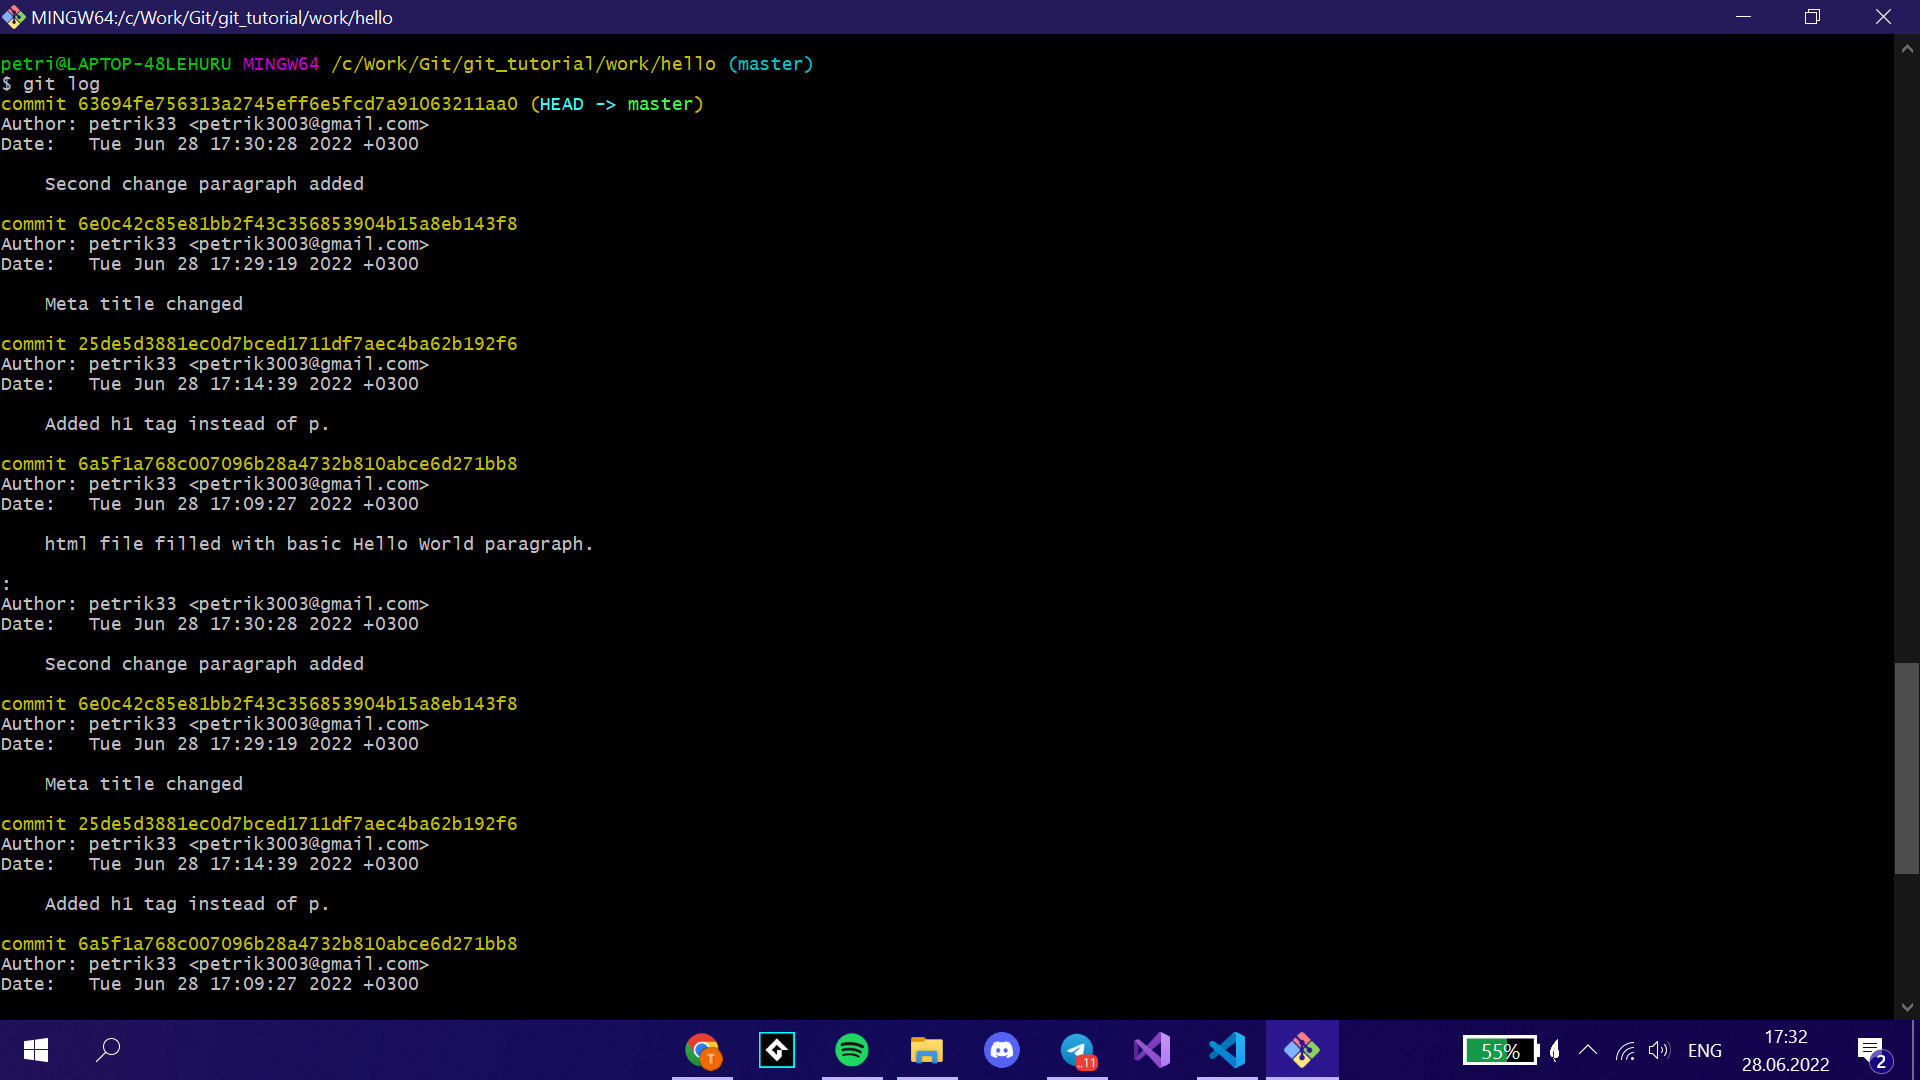 MINGW64:/c/Work/Git/git_tutorial/work/hello
petri@LAPTOP-48LEHURU MINGW64 /c/Work/Git/git_tutorial/work/hello (master)
$ git log
commit 63694fe756313a2745eff6e5fcd7a91063211aa0 (HEAD -> master)
Author: petrik33 <petrik3003@gmail.com>
Date:   Tue Jun 28 17:30:28 2022 +0300
Second change paragraph added
commit 6e0c42c85e81bb2f43c356853904b15a8eb143f8
Author: petrik33 <petrik3003@gmail.com>
Date:   Tue Jun 28 17:29:19 2022 +0300
Meta title changed
commit 25de5d3881ec0d7bced1711df7aec4ba62b192f6
Author: petrik33 <petrik3003@gmail.com>
Date:   Tue Jun 28 17:14:39 2022 +0300
Added h1 tag instead of p.
commit 6a5f1a768c007096b28a4732b810abce6d271bb8
Author: petrik33 <petrik3003@gmail.com>
Date:   Tue Jun 28 17:09:27 2022 +0300
html file filled with basic Hello World paragraph.
:
Author: petrik33 <petrik3003@gmail.com>
Date:   Tue Jun 28 17:30:28 2022 +0300
Second change paragraph added
commit 6e0c42c85e81bb2f43c356853904b15a8eb143f8
Author: petrik33 <petrik3003@gmail.com>
Date:   Tue Jun 28 17:29:19 2022 +0300
Meta title changed
commit 25de5d3881ec0d7bced1711df7aec4ba62b192f6
Author: petrik33 <petrik3003@gmail.com>
Date:   Tue Jun 28 17:14:39 2022 +0300
Added h1 tag instead of p.
commit 6a5f1a768c007096b28a4732b810abce6d271bb8
Author: petrik33 <petrik3003@gmail.com>
Date:   Tue Jun 28 17:09:27 2022 +0300
T
..11
55%
ENG
17:32
28.06.2022
2